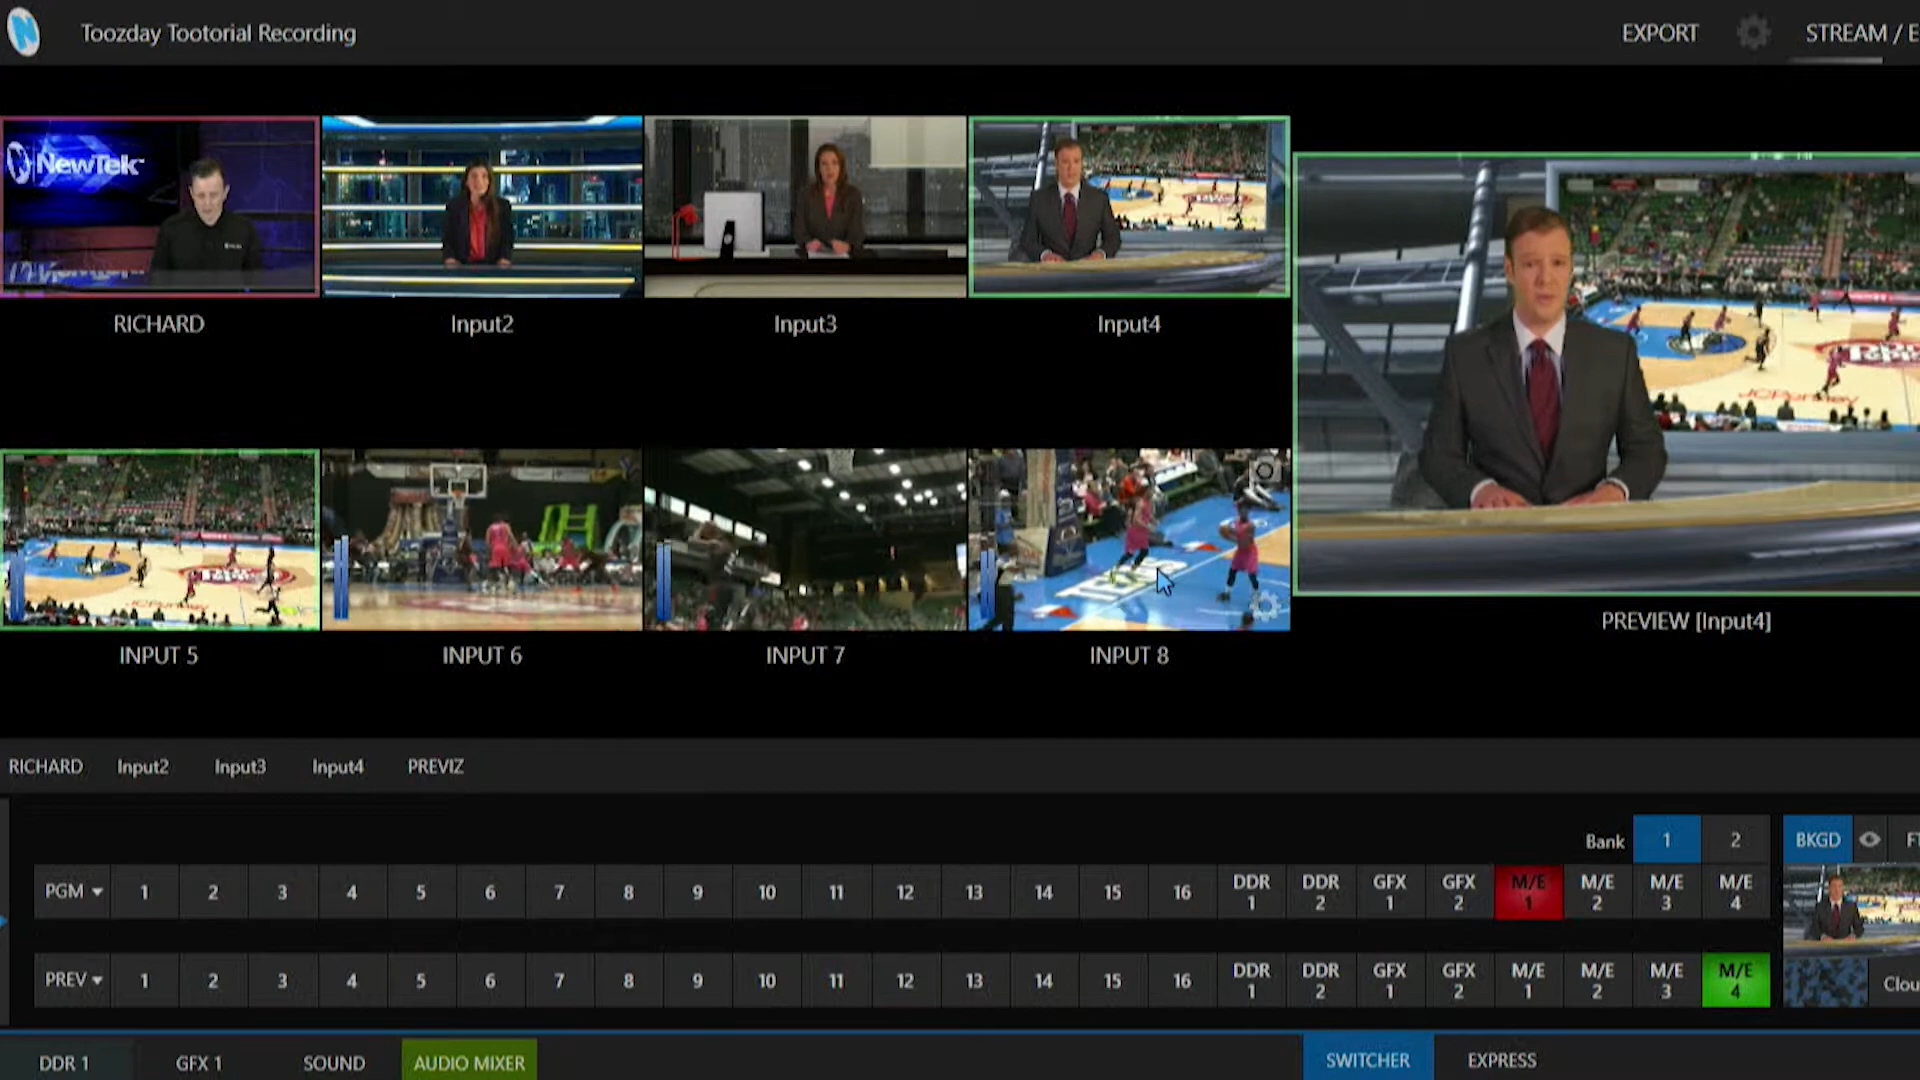 Toozday Tootorial Recording
EXPORT
STREAM / E
NewTek
RICHARD
Input2
Input3
Input4
JCPenney
PREVIEW [Input4]
INPUT 5
INPUT 6
INPUT 7
INPUT 8
RICHARD Input2 Input3 Input4 PREVIZ
Bank 1 2 BKGD
PGM 1 2 3 4 5 6 7 8 9 10 11 12 13 14 15 16 DDR 1 DDR 2 GFX 1 GFX 2 M/E 1 M/E 2 M/E 3 M/E 4
PREV 1 2 3 4 5 6 7 8 9 10 11 12 13 14 15 16 DDR 1 DDR 2 GFX 1 GFX 2 M/E 1 M/E 2 M/E 3 M/E 4
Clou
DDR 1 GFX 1 SOUND AUDIO MIXER SWITCHER EXPRESS